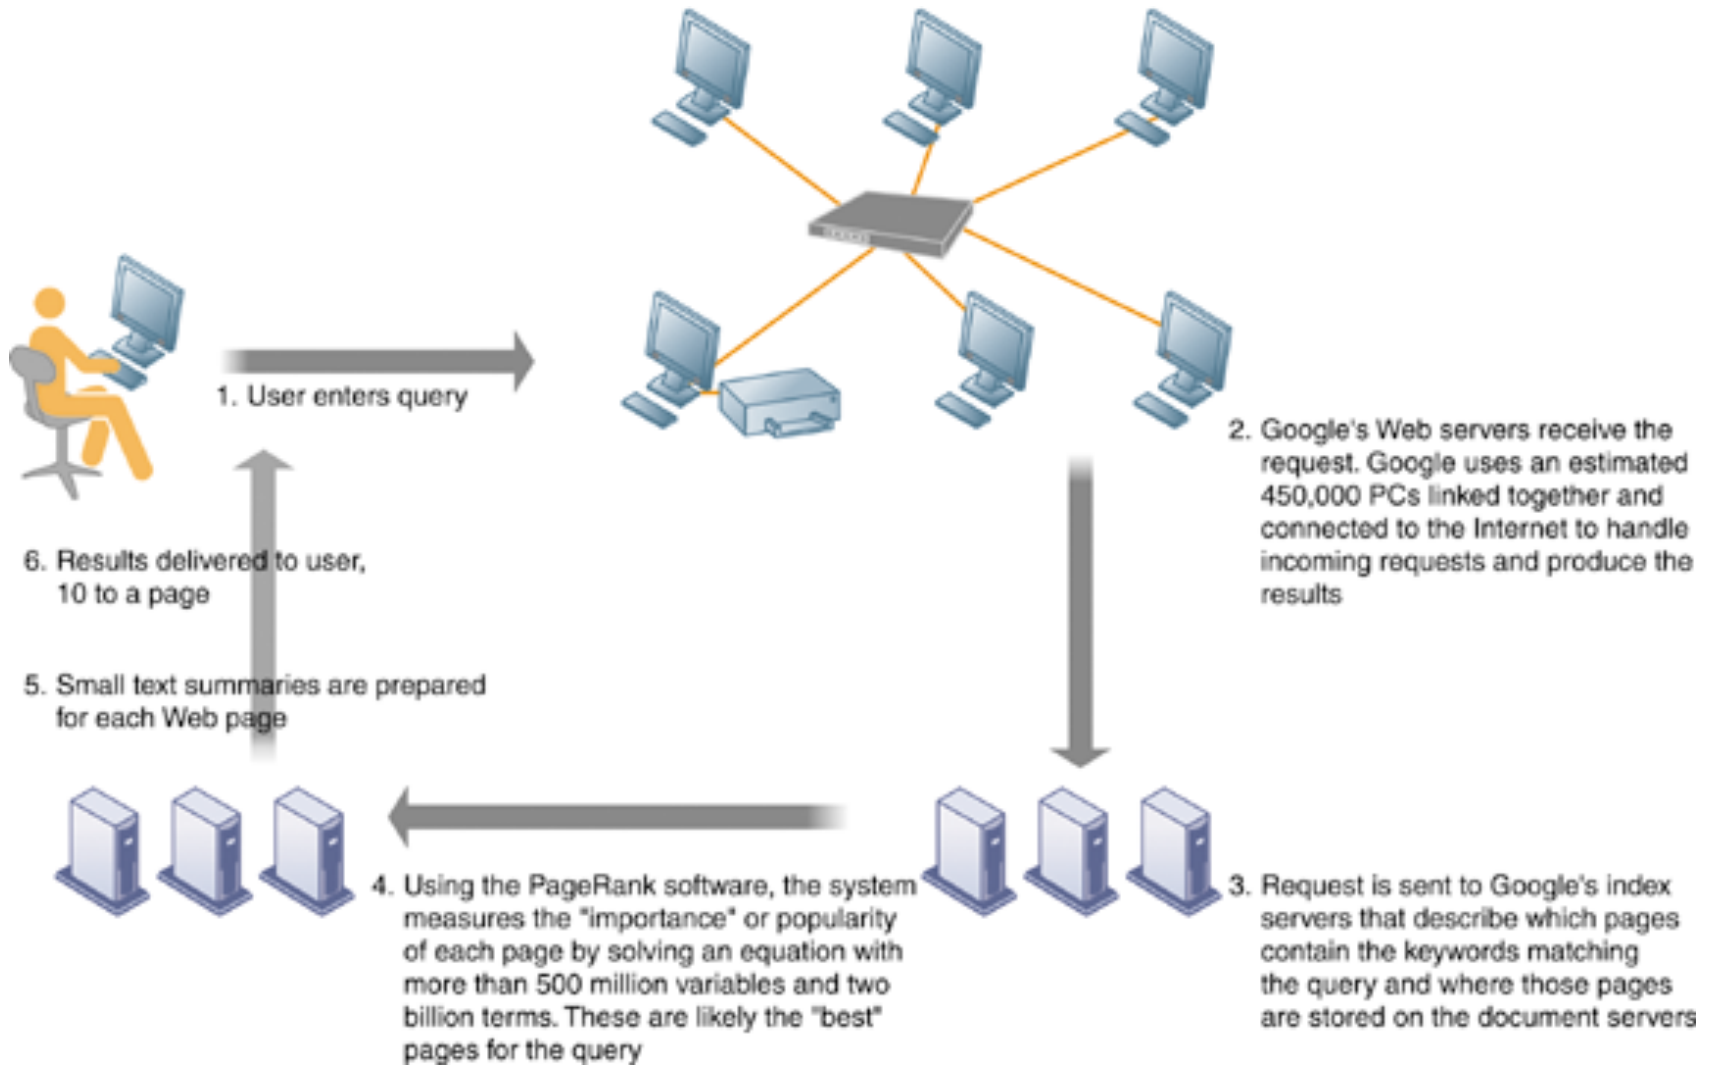 1. User enters query
2. Google's Web servers receive the
request. Google uses an estimated
450,000 PCs linked together and
connected to the Internet to handle
incoming requests and produce the
results
3. Request is sent to Google's index
servers that describe which pages
contain the keywords matching
the query and where those pages
are stored on the document servers
4. Using the PageRank software, the system
measures the "importance" or popularity
of each page by solving an equation with
more than 500 million variables and two
billion terms. These are likely the "best"
pages for the query
5. Small text summaries are prepared
for each Web page
6. Results delivered to user,
10 to a page